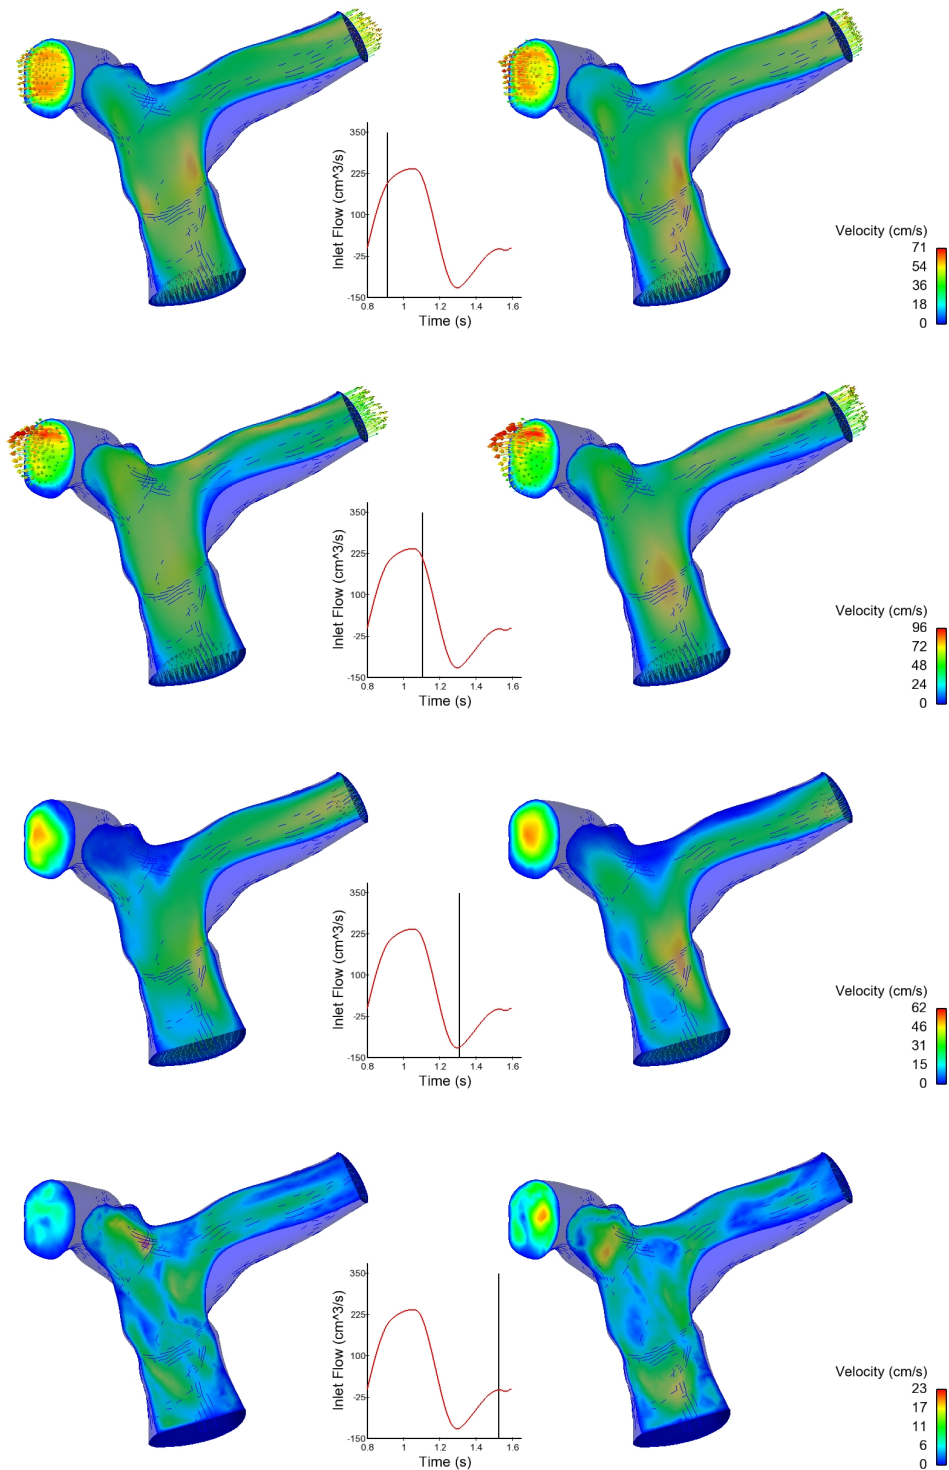 350
225
100
-25
-150
Inlet Flow (cm^3/s)
0.8 1 1.2 1.4 1.6
Time (s)
Velocity (cm/s)
71
54
36
18
0
350
225
100
-25
-150
Inlet Flow (cm^3/s)
0.8 1 1.2 1.4 1.6
Time (s)
Velocity (cm/s)
96
72
48
24
0
350
225
100
-25
-150
Inlet Flow (cm^3/s)
0.8 1 1.2 1.4 1.6
Time (s)
Velocity (cm/s)
62
46
31
15
0
350
225
100
-25
-150
Inlet Flow (cm^3/s)
0.8 1 1.2 1.4 1.6
Time (s)
Velocity (cm/s)
23
17
11
6
0